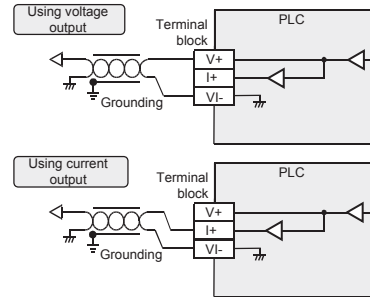 Using voltage
output
Terminal
block
PLC
V+
I+
VI-
Grounding
Using current
output
Terminal
block
PLC
V+
I+
VI-
Grounding